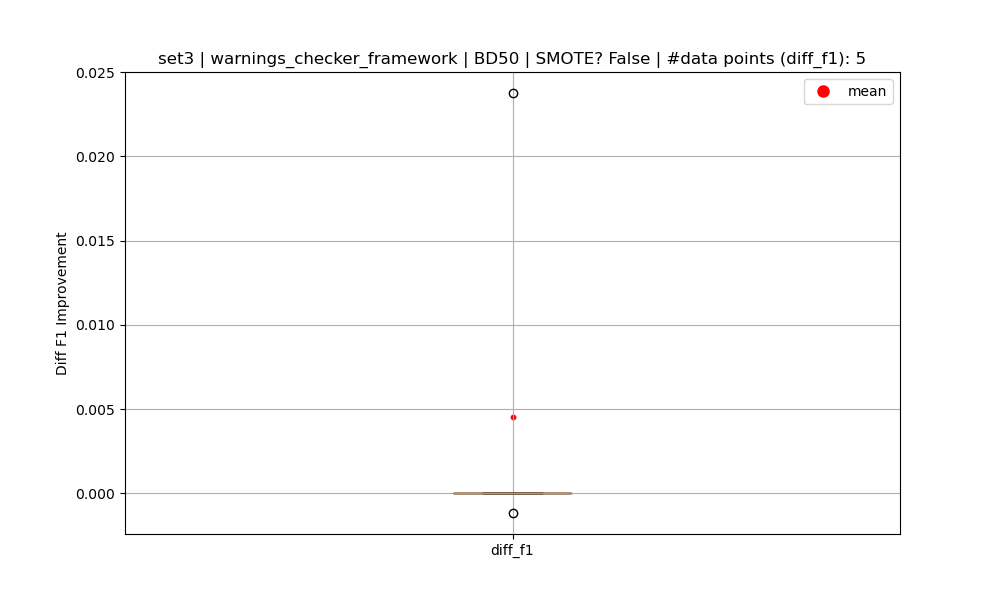 set3 | warnings_checker_framework | BD50 | SMOTE? False | #data points (diff_f1): 5
mean
0.025
0.020
0.015
0.010
0.005
0.000
Diff F1 Improvement
diff_f1